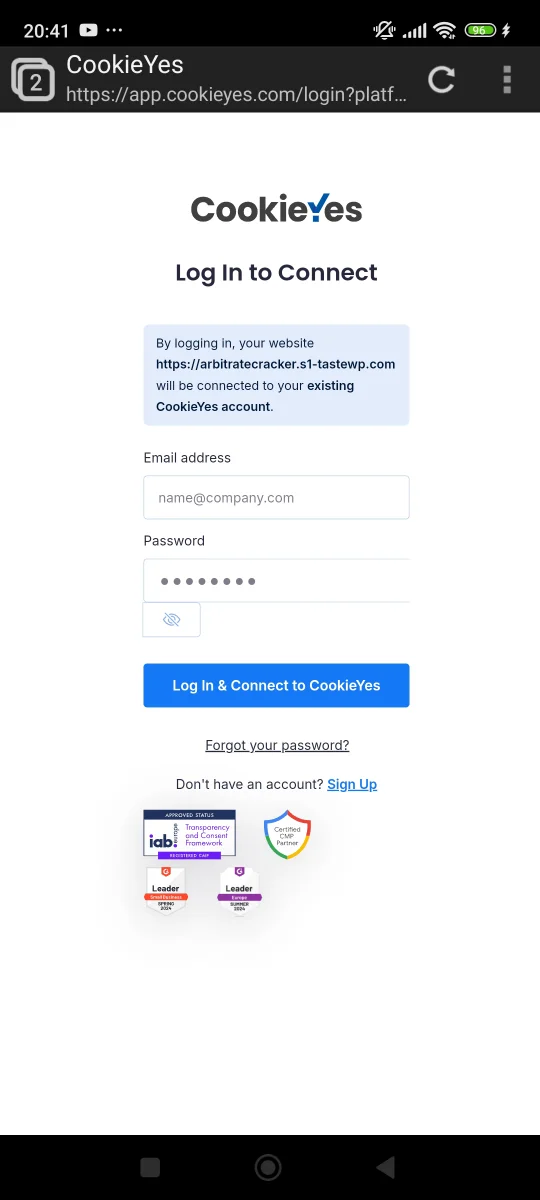 20:41
96
2
CookieYes
https://app.cookieyes.com/login?platf...
CookieYes
Log In to Connect
By logging in, your website
https://arbitratecracker.s1-tastewp.com
will be connected to your existing
CookieYes account.
Email address
name@company.com
Password
Log In & Connect to CookieYes
Forgot your password?
Don't have an account? Sign Up
APPROVED STATUS
iab. europe
Transparency
and Consent
Framework
REGISTERED CMP
Certified
CMP
Partner
Leader
Small Business
SPRING
2024
Leader
Europe
SUMMER
2024